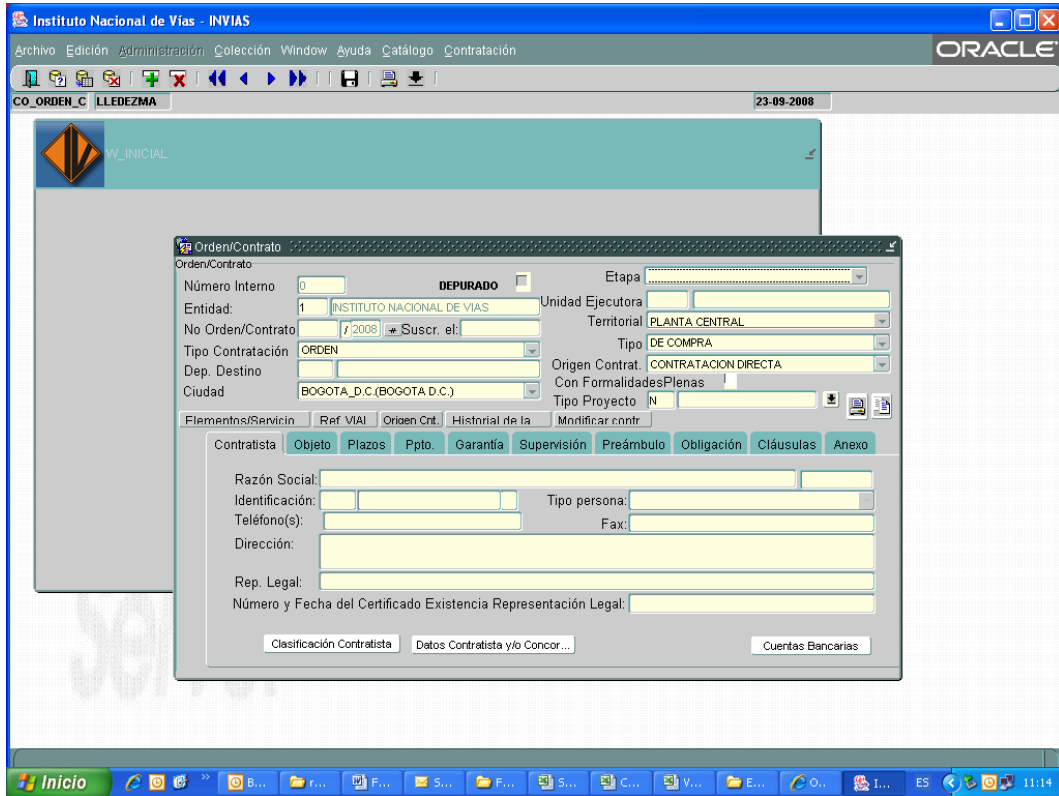 Instituto Nacional de Vias - INVIAS
Archivo Edición Administración Colección Window Ayuda Catálogo Contratación
ORACLE
CO_ORDEN_C LLEDEZMA 23-09-2008
W_INICIAL
Orden/Contrato
Orden/Contrato
Número Interno 0 DEPURADO Etapa
Entidad: 1 INSTITUTO NACIONAL DE VIAS Unidad Ejecutora
No Orden/Contrato / 2008 Suscr. el: Territorial PLANTA CENTRAL
Tipo Contratación ORDEN Tipo DE COMPRA
Dep. Destino Origen Contrat. CONTRATACION DIRECTA
Con FormalidadesPlenas
Ciudad BOGOTA_D.C.(BOGOTA D.C.) Tipo Proyecto N
Elementos/Servicio Ref VIAL Origen Cnt. Historial de la Modificar contr
Contratista Objeto Plazos Ppto. Garantía Supervisión Preámbulo Obligación Cláusulas Anexo
Razón Social:
Identificación: Tipo persona:
Teléfono(s): Fax:
Dirección:
Rep. Legal:
Número y Fecha del Certificado Existencia Representación Legal:
Clasificación Contratista Datos Contratista y/o Concor... Cuentas Bancarias
Inicio » B... r... F... S... F... S... C... V... E... O... I... ES 11:14